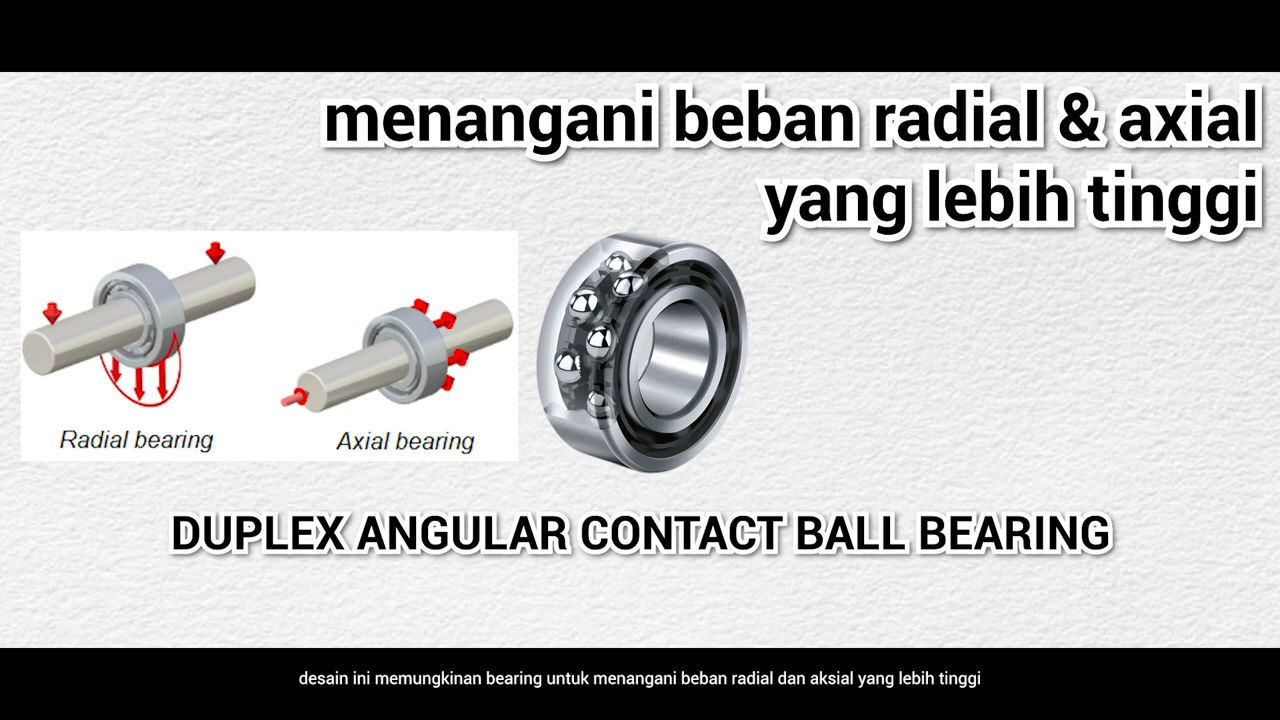 menangani beban radial & axial
yang lebih tinggi
Radial bearing
Axial bearing
DUPLEX ANGULAR CONTACT BALL BEARING
desain ini memungkinan bearing untuk menangani beban radial dan aksial yang lebih tinggi